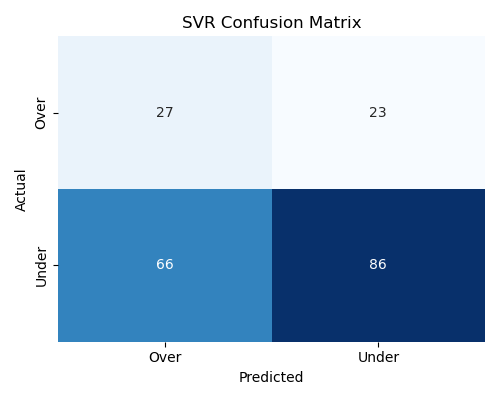 SVR Confusion Matrix
Actual
Over
27 23
Under
66 86
Over Under
Predicted